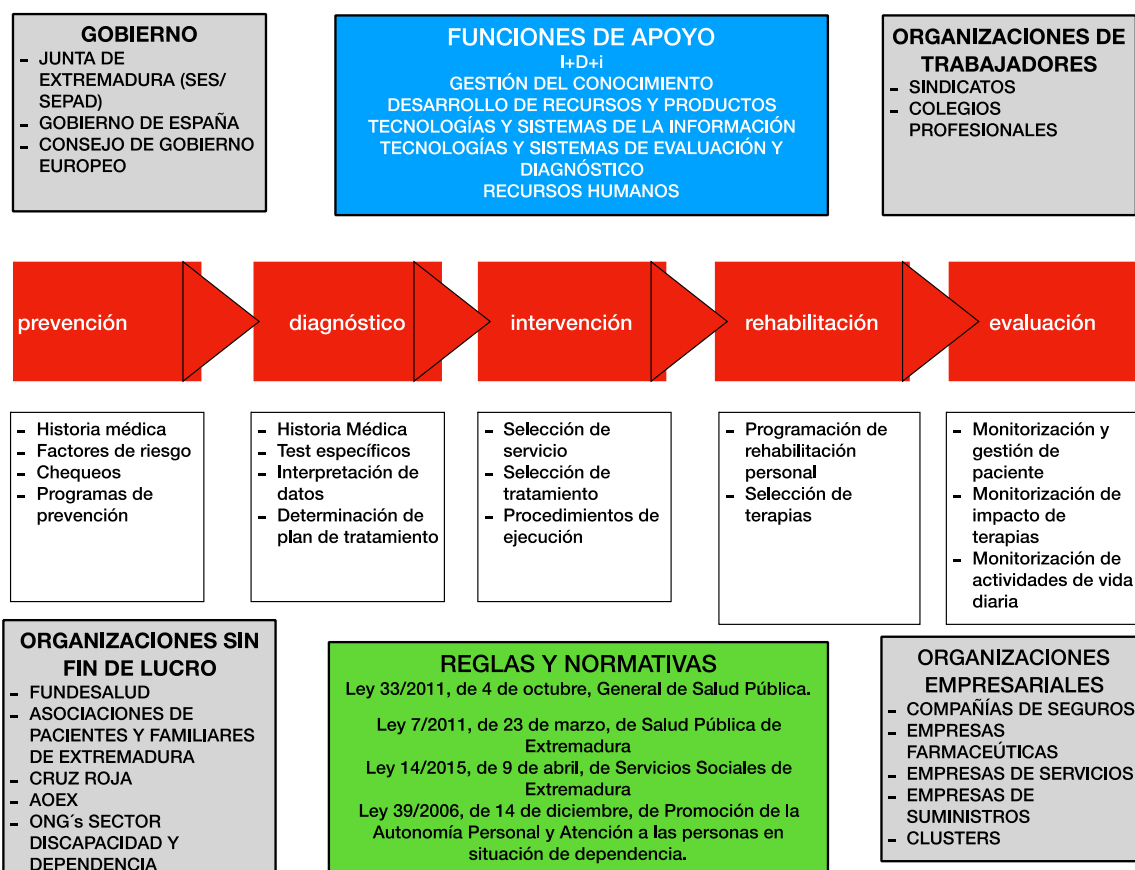 GOBIERNO
- JUNTA DE
EXTREMADURA (SES/
SEPAD)
- GOBIERNO DE ESPAÑA
- CONSEJO DE GOBIERNO
EUROPEO
FUNCIONES DE APOYO
I+D+i
GESTIÓN DEL CONOCIMIENTO
DESARROLLO DE RECURSOS Y PRODUCTOS
TECNOLOGÍAS Y SISTEMAS DE LA INFORMACIÓN
TECNOLOGÍAS Y SISTEMAS DE EVALUACIÓN Y
DIAGNÓSTICO
RECURSOS HUMANOS
ORGANIZACIONES DE
TRABAJADORES
- SINDICATOS
- COLEGIOS
PROFESIONALES
prevención
diagnóstico
intervención
rehabilitación
evaluación
- Historia médica
- Factores de riesgo
- Chequeos
- Programas de
prevención
- Historia Médica
- Test específicos
- Interpretación de
datos
- Determinación de
plan de tratamiento
- Selección de
servicio
- Selección de
tratamiento
- Procedimientos de
ejecución
- Programación de
rehabilitación
personal
- Selección de
terapias
- Monitorización y
gestión de
paciente
- Monitorización de
impacto de
terapias
- Monitorización de
actividades de vida
diaria
ORGANIZACIONES SIN
FIN DE LUCRO
- FUNDESALUD
- ASOCIACIONES DE
PACIENTES Y FAMILIARES
DE EXTREMADURA
- CRUZ ROJA
- AOEX
- ONG´s SECTOR
DISCAPACIDAD Y
DEPENDENCIA
REGLAS Y NORMATIVAS
Ley 33/2011, de 4 de octubre, General de Salud Pública.
Ley 7/2011, de 23 de marzo, de Salud Pública de
Extremadura
Ley 14/2015, de 9 de abril, de Servicios Sociales de
Extremadura
Ley 39/2006, de 14 de diciembre, de Promoción de la
Autonomía Personal y Atención a las personas en
situación de dependencia.
ORGANIZACIONES
EMPRESARIALES
- COMPAÑÍAS DE SEGUROS
- EMPRESAS
FARMACEÚTICAS
- EMPRESAS DE SERVICIOS
- EMPRESAS DE
SUMINISTROS
- CLUSTERS